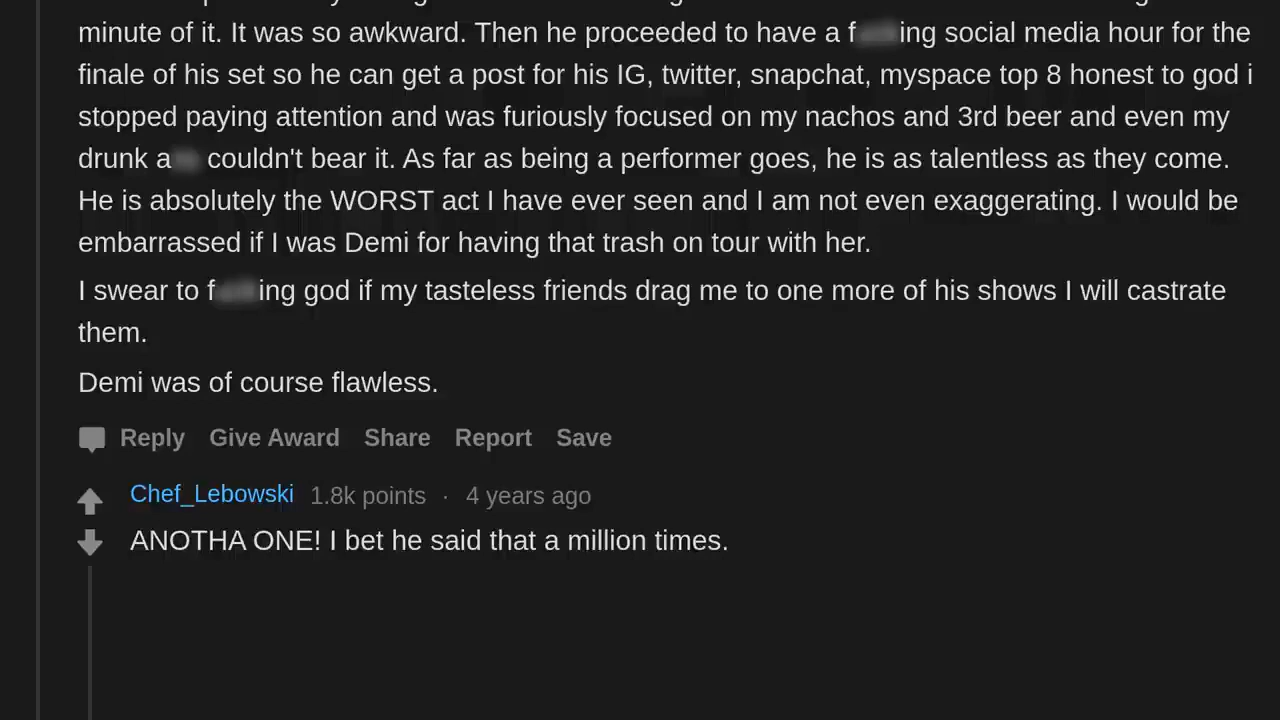 minute of it. It was so awkward. Then he proceeded to have a f ing social media hour for the
finale of his set so he can get a post for his IG, twitter, snapchat, myspace top 8 honest to god i
stopped paying attention and was furiously focused on my nachos and 3rd beer and even my
drunk a couldn't bear it. As far as being a performer goes, he is as talentless as they come.
He is absolutely the WORST act I have ever seen and I am not even exaggerating. I would be
embarrassed if I was Demi for having that trash on tour with her.
I swear to f ing god if my tasteless friends drag me to one more of his shows I will castrate
them.
Demi was of course flawless.
Reply Give Award Share Report Save
Chef_Lebowski 1.8k points · 4 years ago
ANOTHA ONE! I bet he said that a million times.